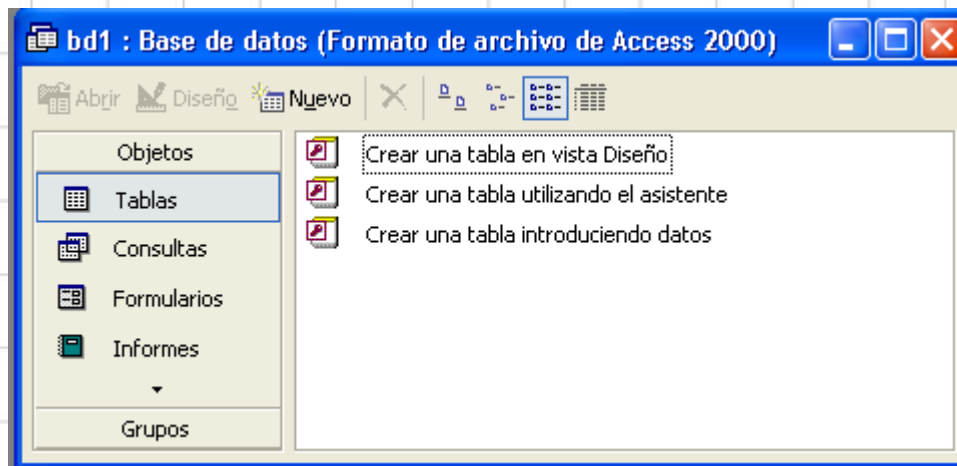 bd1 : Base de datos (Formato de archivo de Access 2000)
Abrir Diseño Nuevo
Objetos
Tablas
Consultas
Formularios
Informes
Grupos
Crear una tabla en vista Diseño
Crear una tabla utilizando el asistente
Crear una tabla introduciendo datos